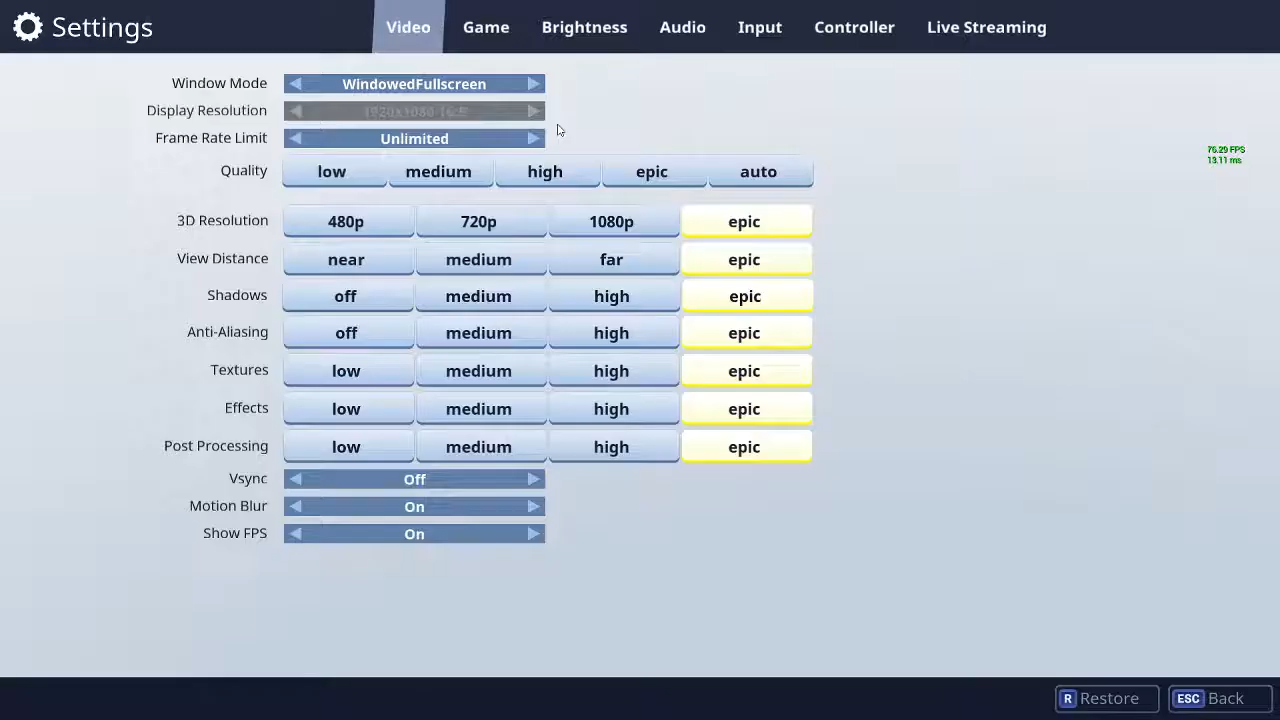 Settings
Video Game Brightness Audio Input Controller Live Streaming
Window Mode WindowedFullscreen
Display Resolution 1920x1080 16:9
Frame Rate Limit Unlimited
76.29 FPS
13.11 ms
Quality low medium high epic auto
3D Resolution 480p 720p 1080p epic
View Distance near medium far epic
Shadows off medium high epic
Anti-Aliasing off medium high epic
Textures low medium high epic
Effects low medium high epic
Post Processing low medium high epic
Vsync Off
Motion Blur On
Show FPS On
R Restore ESC Back